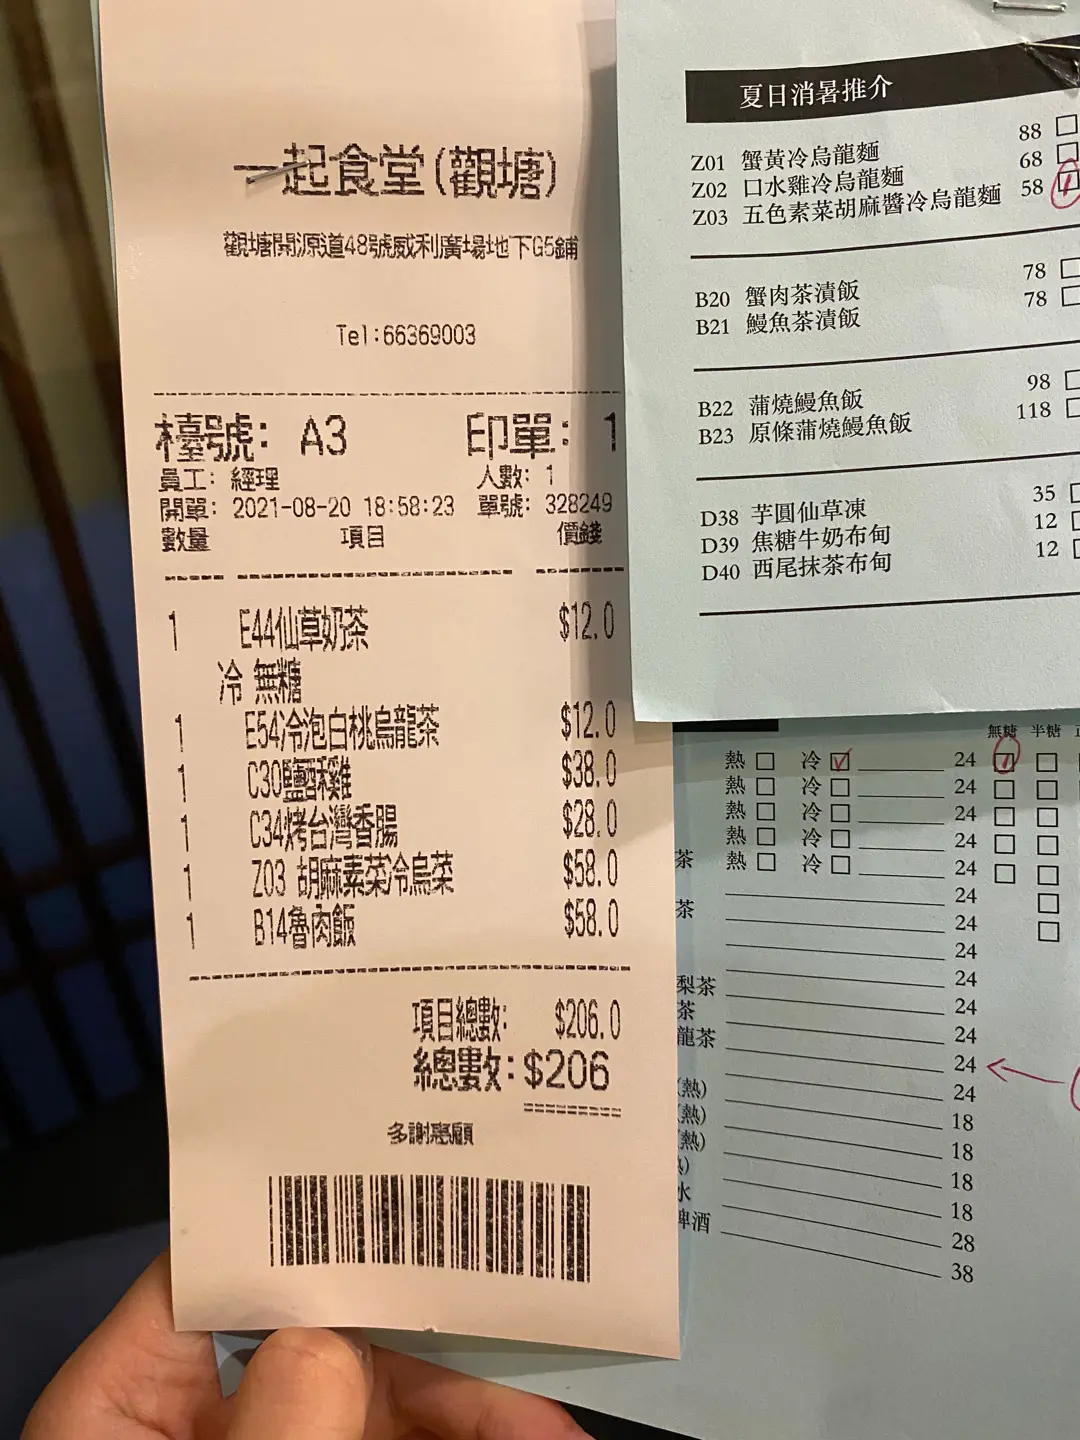 一起食堂(觀塘)
觀塘開源道48號威利廣場地下G5鋪
Tel:66369003
檯號: A3 印單: 1
員工: 經理 人數: 1
開單: 2021-08-20 18:58:23 單號: 328249
數量 項目 價錢
1 E44仙草奶茶 $12.0
冷 無糖
1 E54冷泡白桃烏龍茶 $12.0
1 C30鹽酥雞 $38.0
1 C34烤台灣香腸 $28.0
1 Z03 胡麻素菜冷烏菜 $58.0
1 B14魯肉飯 $58.0
項目總數: $206.0
總數: $206
多謝惠顧
夏日消暑推介
Z01 蟹黃冷烏龍麵 88
Z02 口水雞冷烏龍麵 68
Z03 五色素菜胡麻醬冷烏龍麵 58
B20 蟹肉茶漬飯 78
B21 鰻魚茶漬飯 78
B22 蒲燒鰻魚飯 98
B23 原條蒲燒鰻魚飯 118
D38 芋圓仙草凍 35
D39 焦糖牛奶布甸 12
D40 西尾抹茶布甸 12
無糖 半糖
熱 冷 24
熱 冷 24
熱 冷 24
熱 冷 24
茶 熱 冷 24
24
茶 24
24
24
梨茶 24
茶 24
龍茶 24
24
(熱) 18
(熱) 18
(熱) 18
18
水 28
啤酒 38